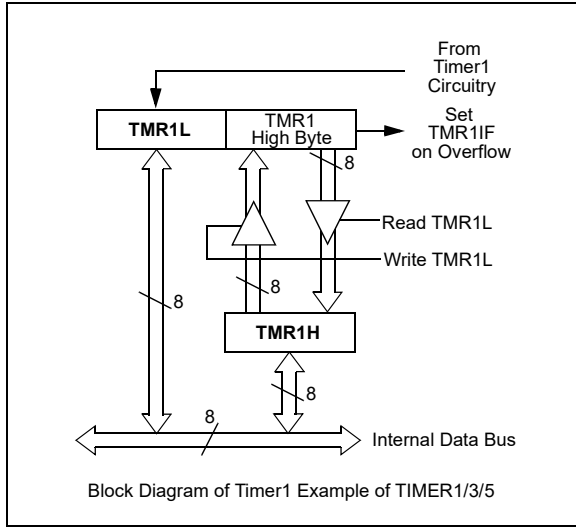 From
Timer1
Circuitry
TMR1L
TMR1
High Byte
Set
TMR1IF
on Overflow
8
Read TMR1L
Write TMR1L
8
8
TMR1H
8
8
Internal Data Bus
Block Diagram of Timer1 Example of TIMER1/3/5